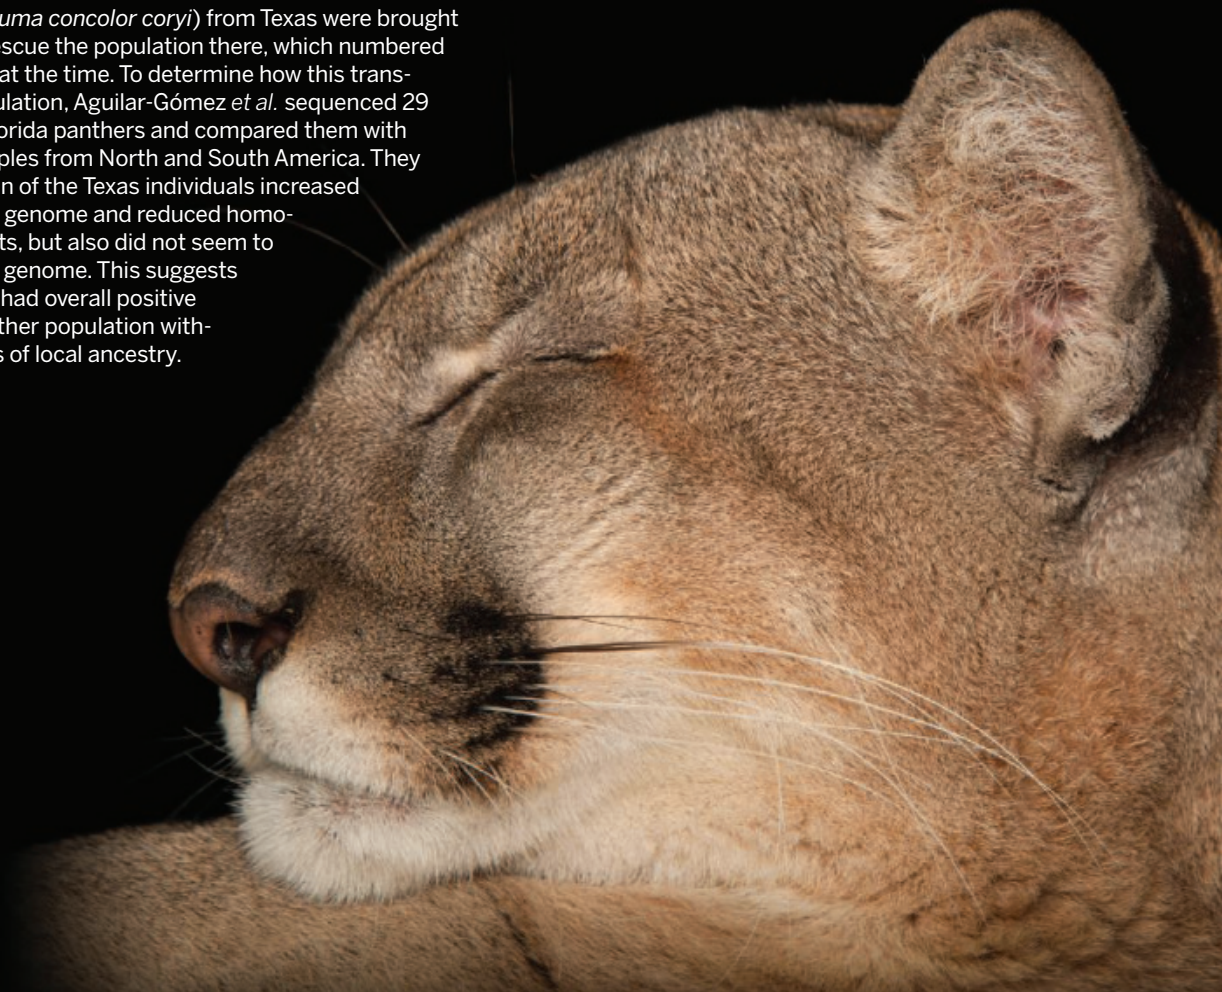 uma concolor coryi) from Texas were brought
escue the population there, which numbered
at the time. To determine how this trans-
ulation, Aguilar-Gómez et al. sequenced 29
orida panthers and compared them with
ples from North and South America. They
n of the Texas individuals increased
genome and reduced homo-
ts, but also did not seem to
genome. This suggests
had overall positive
ther population with-
s of local ancestry.